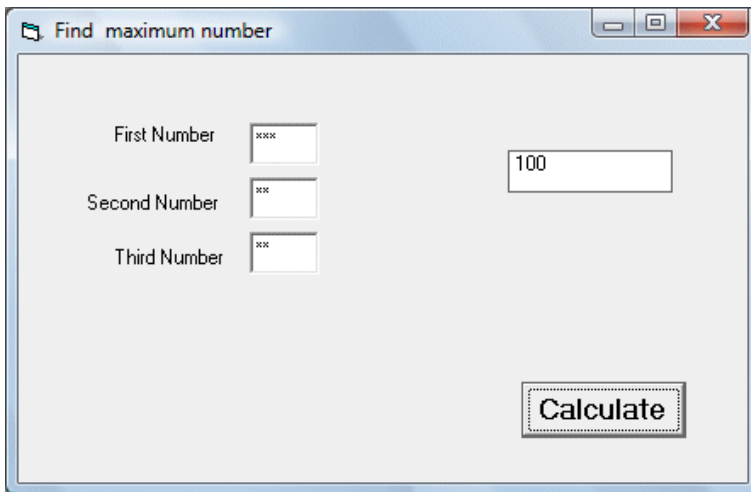 Find maximum number
First Number
***
100
Second Number
**
Third Number
**
Calculate